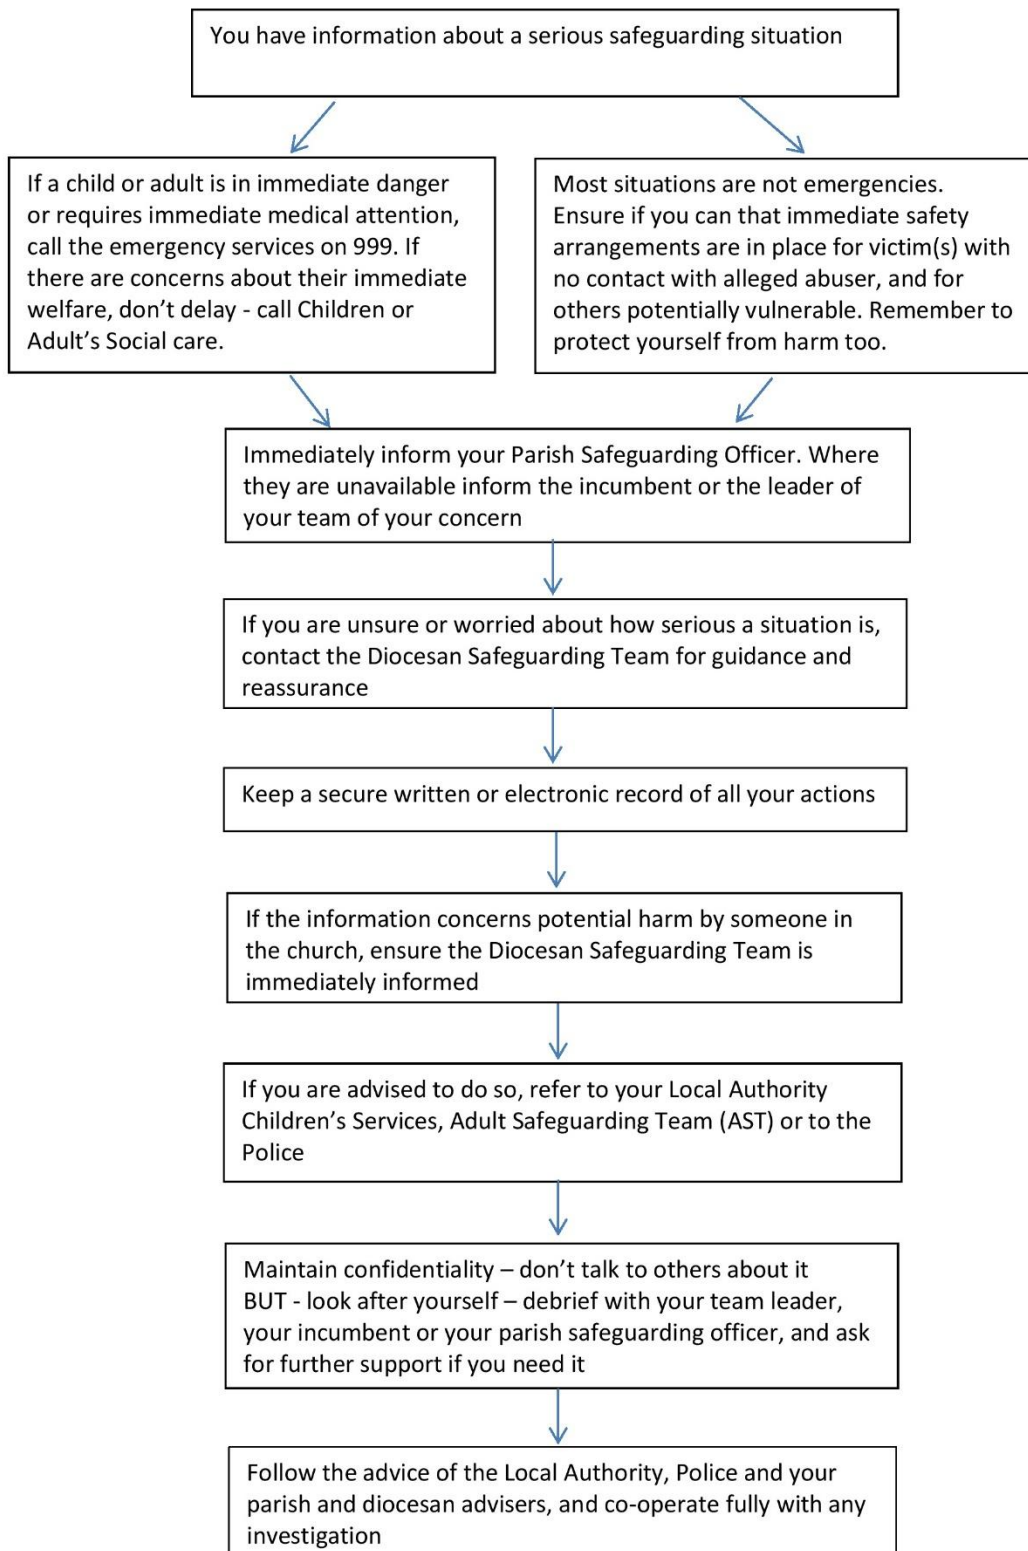 You have information about a serious safeguarding situation
If a child or adult is in immediate danger
or requires immediate medical attention,
call the emergency services on 999. If
there are concerns about their immediate
welfare, don’t delay - call Children or
Adult’s Social care.
Most situations are not emergencies.
Ensure if you can that immediate safety
arrangements are in place for victim(s) with
no contact with alleged abuser, and for
others potentially vulnerable. Remember to
protect yourself from harm too.
Immediately inform your Parish Safeguarding Officer. Where
they are unavailable inform the incumbent or the leader of
your team of your concern
If you are unsure or worried about how serious a situation is,
contact the Diocesan Safeguarding Team for guidance and
reassurance
Keep a secure written or electronic record of all your actions
If the information concerns potential harm by someone in
the church, ensure the Diocesan Safeguarding Team is
immediately informed
If you are advised to do so, refer to your Local Authority
Children’s Services, Adult Safeguarding Team (AST) or to the
Police
Maintain confidentiality – don’t talk to others about it
BUT - look after yourself – debrief with your team leader,
your incumbent or your parish safeguarding officer, and ask
for further support if you need it
Follow the advice of the Local Authority, Police and your
parish and diocesan advisers, and co-operate fully with any
investigation